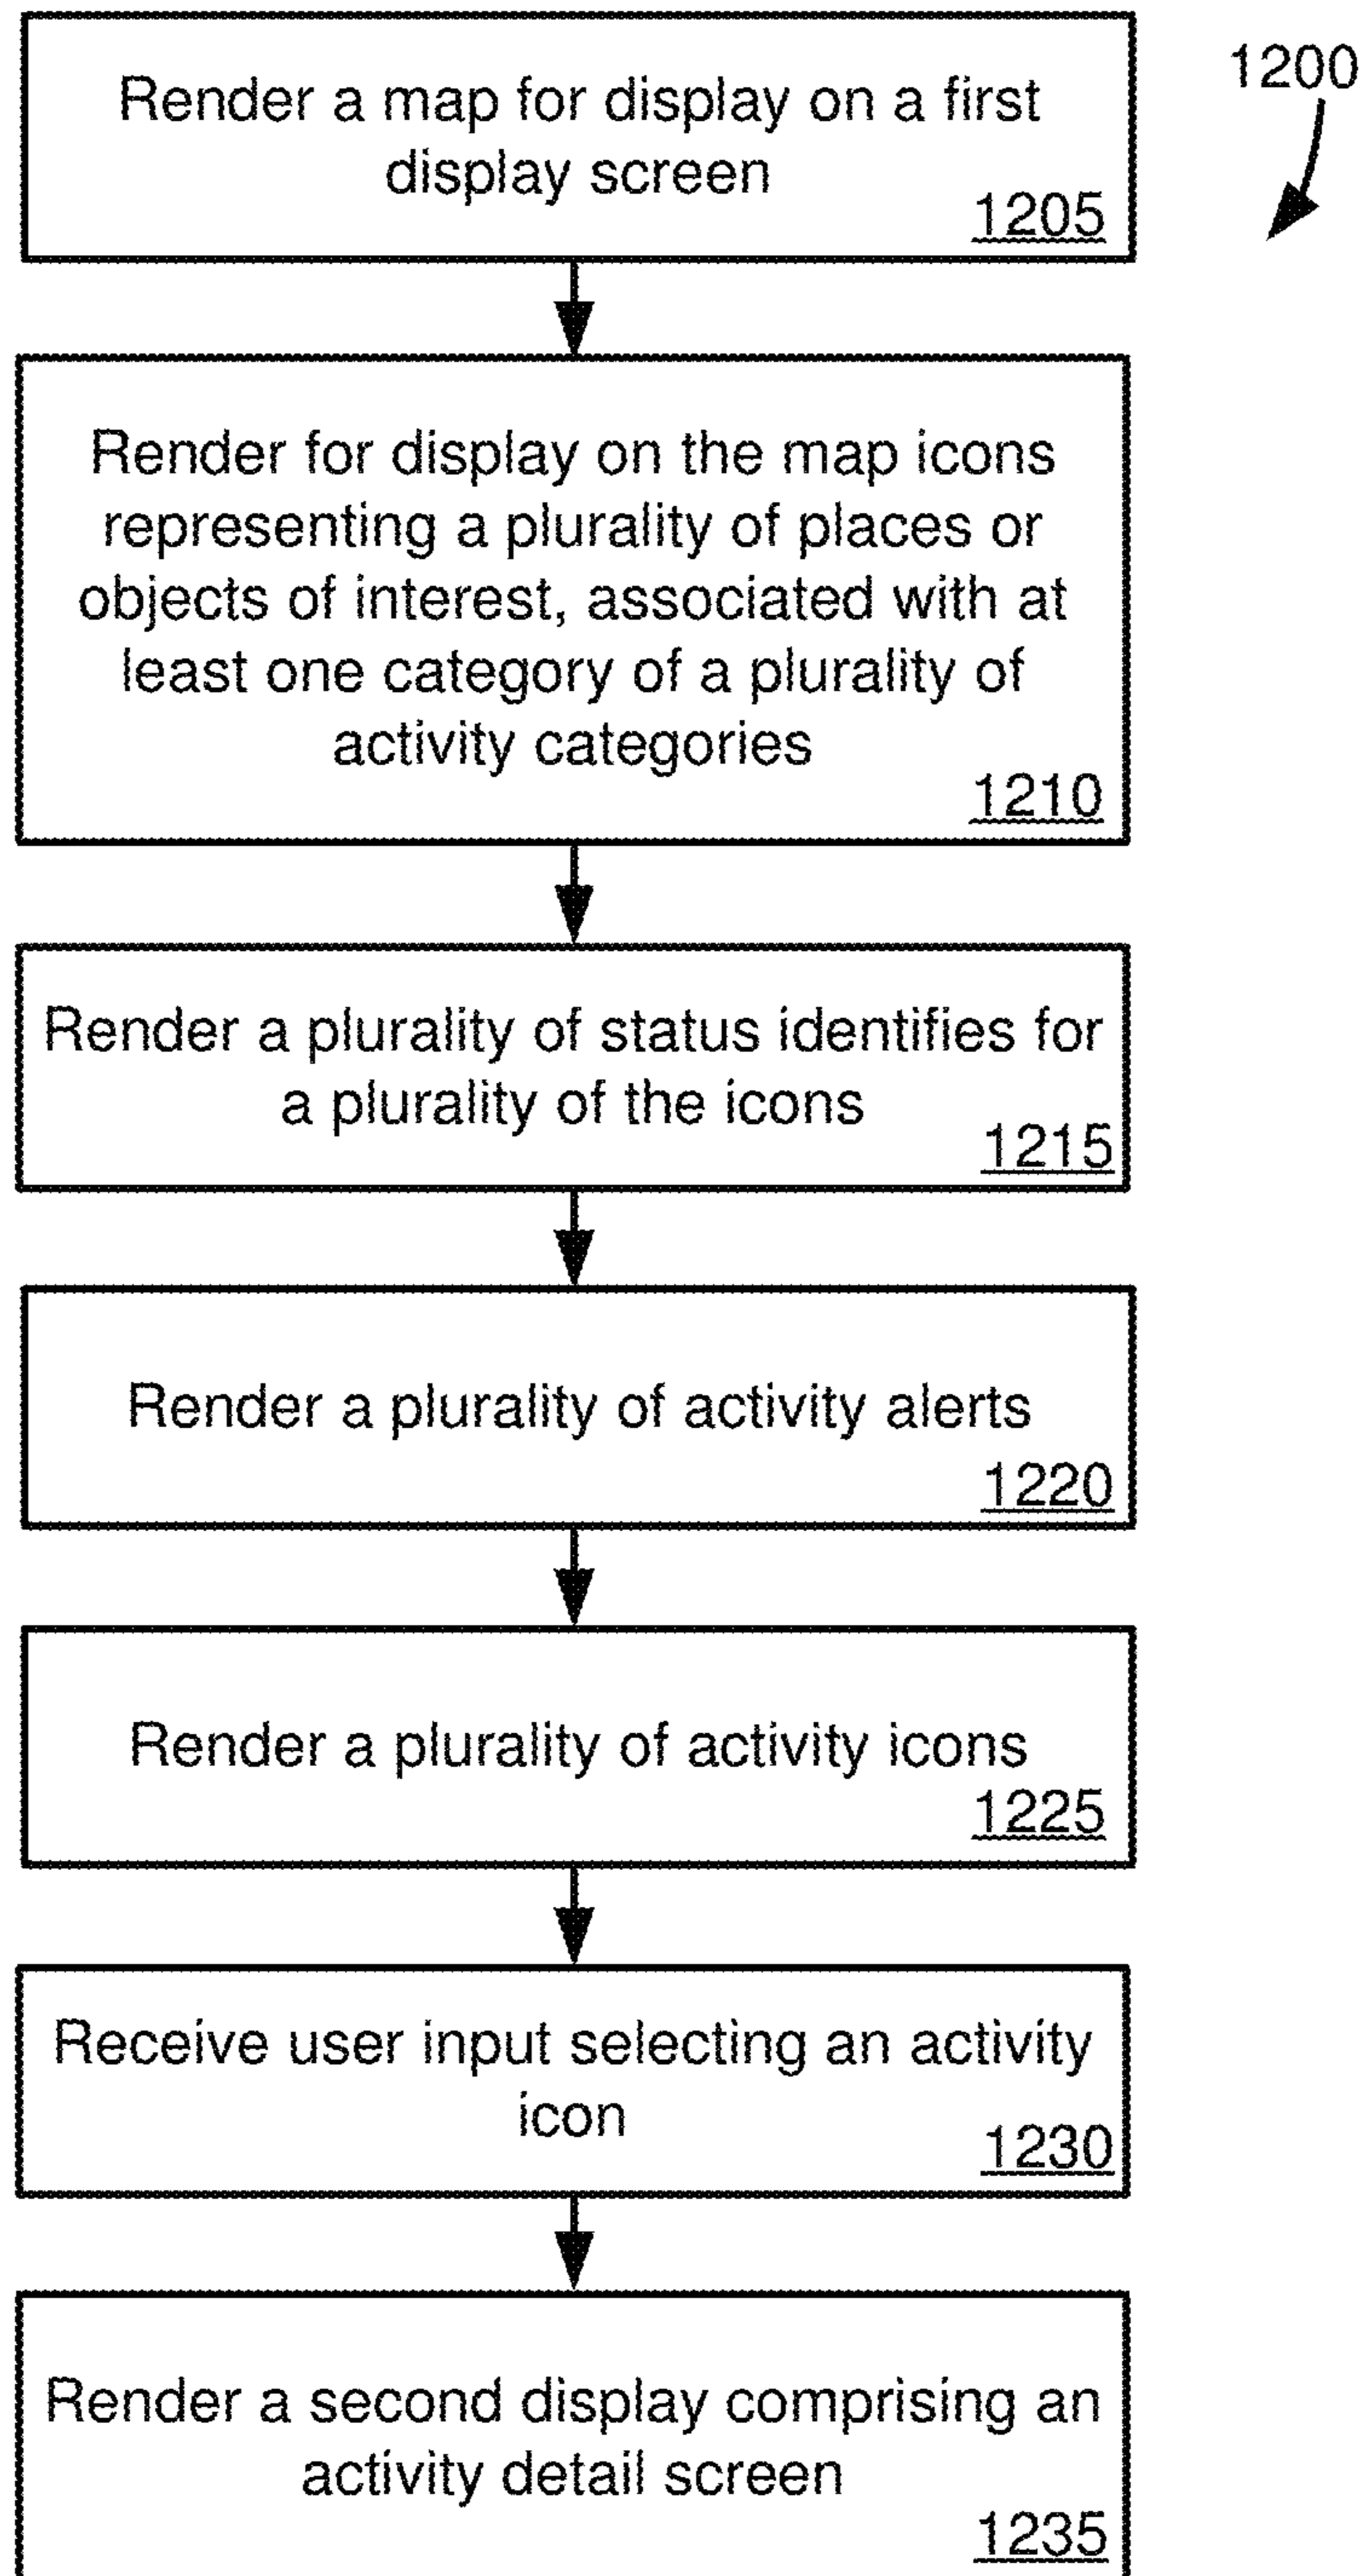 Render a map for display on a first
display screen
1205
1200
Render for display on the map icons
representing a plurality of places or
objects of interest, associated with at
least one category of a plurality of
activity categories
1210
Render a plurality of status identifies for
a plurality of the icons
1215
Render a plurality of activity alerts
1220
Render a plurality of activity icons
1225
Receive user input selecting an activity
icon
1230
Render a second display comprising an
activity detail screen
1235